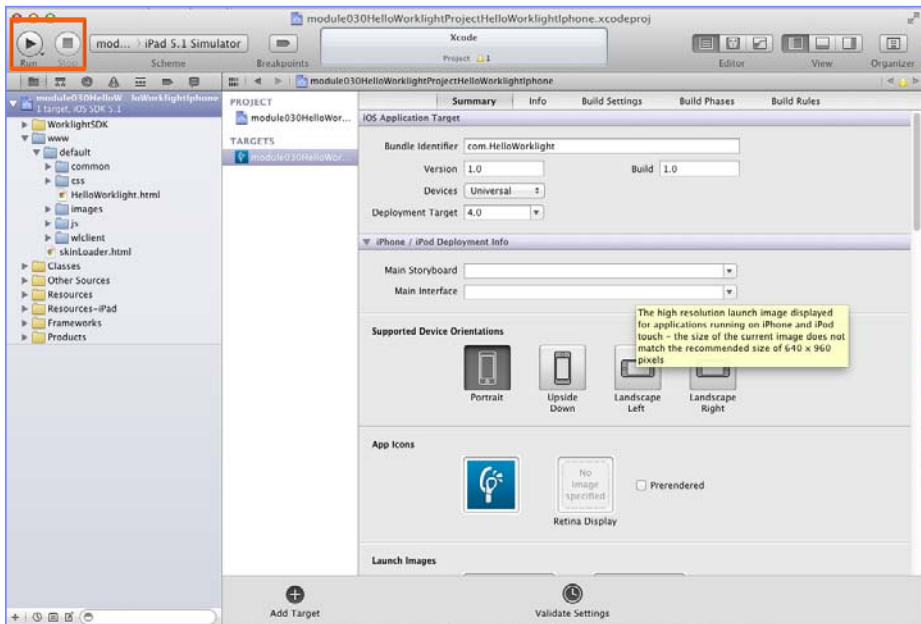 module030HelloWorklightProjectHelloWorklightIphone.xcodeproj
Run
Stop
mod... iPad 5.1 Simulator
Scheme
Breakpoints
Xcode
Project 1
Editor
View
Organizer
module030HelloWorklightProjectHelloWorklightIphone
module030HelloW...loWorklightIphone
1 target, iOS SDK 5.1
WorklightSDK
www
default
common
css
HelloWorklight.html
images
js
wlclient
skinLoader.html
Classes
Other Sources
Resources
Resources-iPad
Frameworks
Products
PROJECT
module030HelloWor...
TARGETS
module030HelloWor...
Summary
Info
Build Settings
Build Phases
Build Rules
iOS Application Target
Bundle Identifier com.HelloWorklight
Version 1.0
Build 1.0
Devices Universal
Deployment Target 4.0
iPhone / iPod Deployment Info
Main Storyboard
Main Interface
The high resolution launch image displayed
for applications running on iPhone and iPod
touch - the size of the current image does not
match the recommended size of 640 x 960
pixels
Supported Device Orientations
Portrait
Upside
Down
Landscape
Left
Landscape
Right
App Icons
No
image
specified
Prerendered
Retina Display
Launch Images
Add Target
Validate Settings